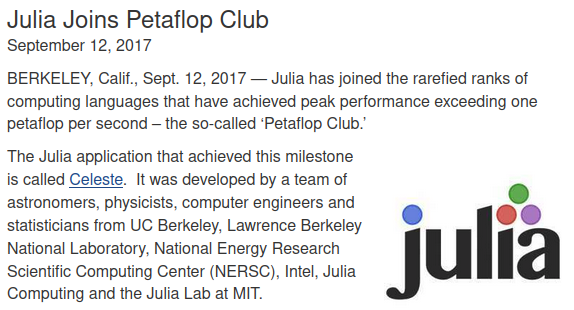 Julia Joins Petaflop Club
September 12, 2017
BERKELEY, Calif., Sept. 12, 2017 — Julia has joined the rarefied ranks of
computing languages that have achieved peak performance exceeding one
petaflop per second – the so-called ‘Petaflop Club.’
The Julia application that achieved this milestone
is called Celeste.  It was developed by a team of
astronomers, physicists, computer engineers and
statisticians from UC Berkeley, Lawrence Berkeley
National Laboratory, National Energy Research
Scientific Computing Center (NERSC), Intel, Julia
Computing and the Julia Lab at MIT.
julia